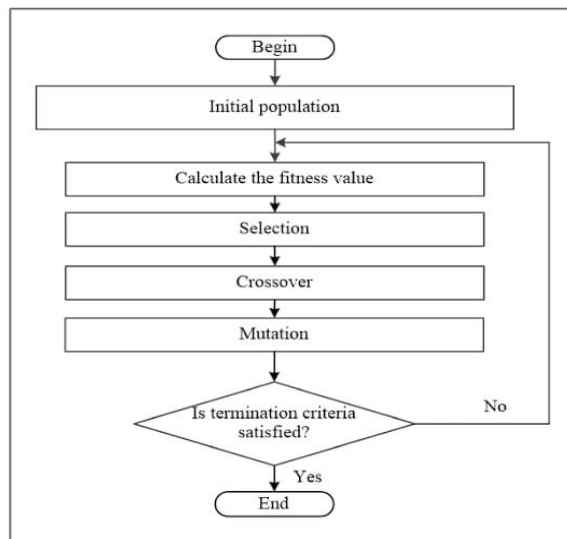 Begin
Initial population
Calculate the fitness value
Selection
Crossover
Mutation
Is termination criteria
satisfied?
No
Yes
End